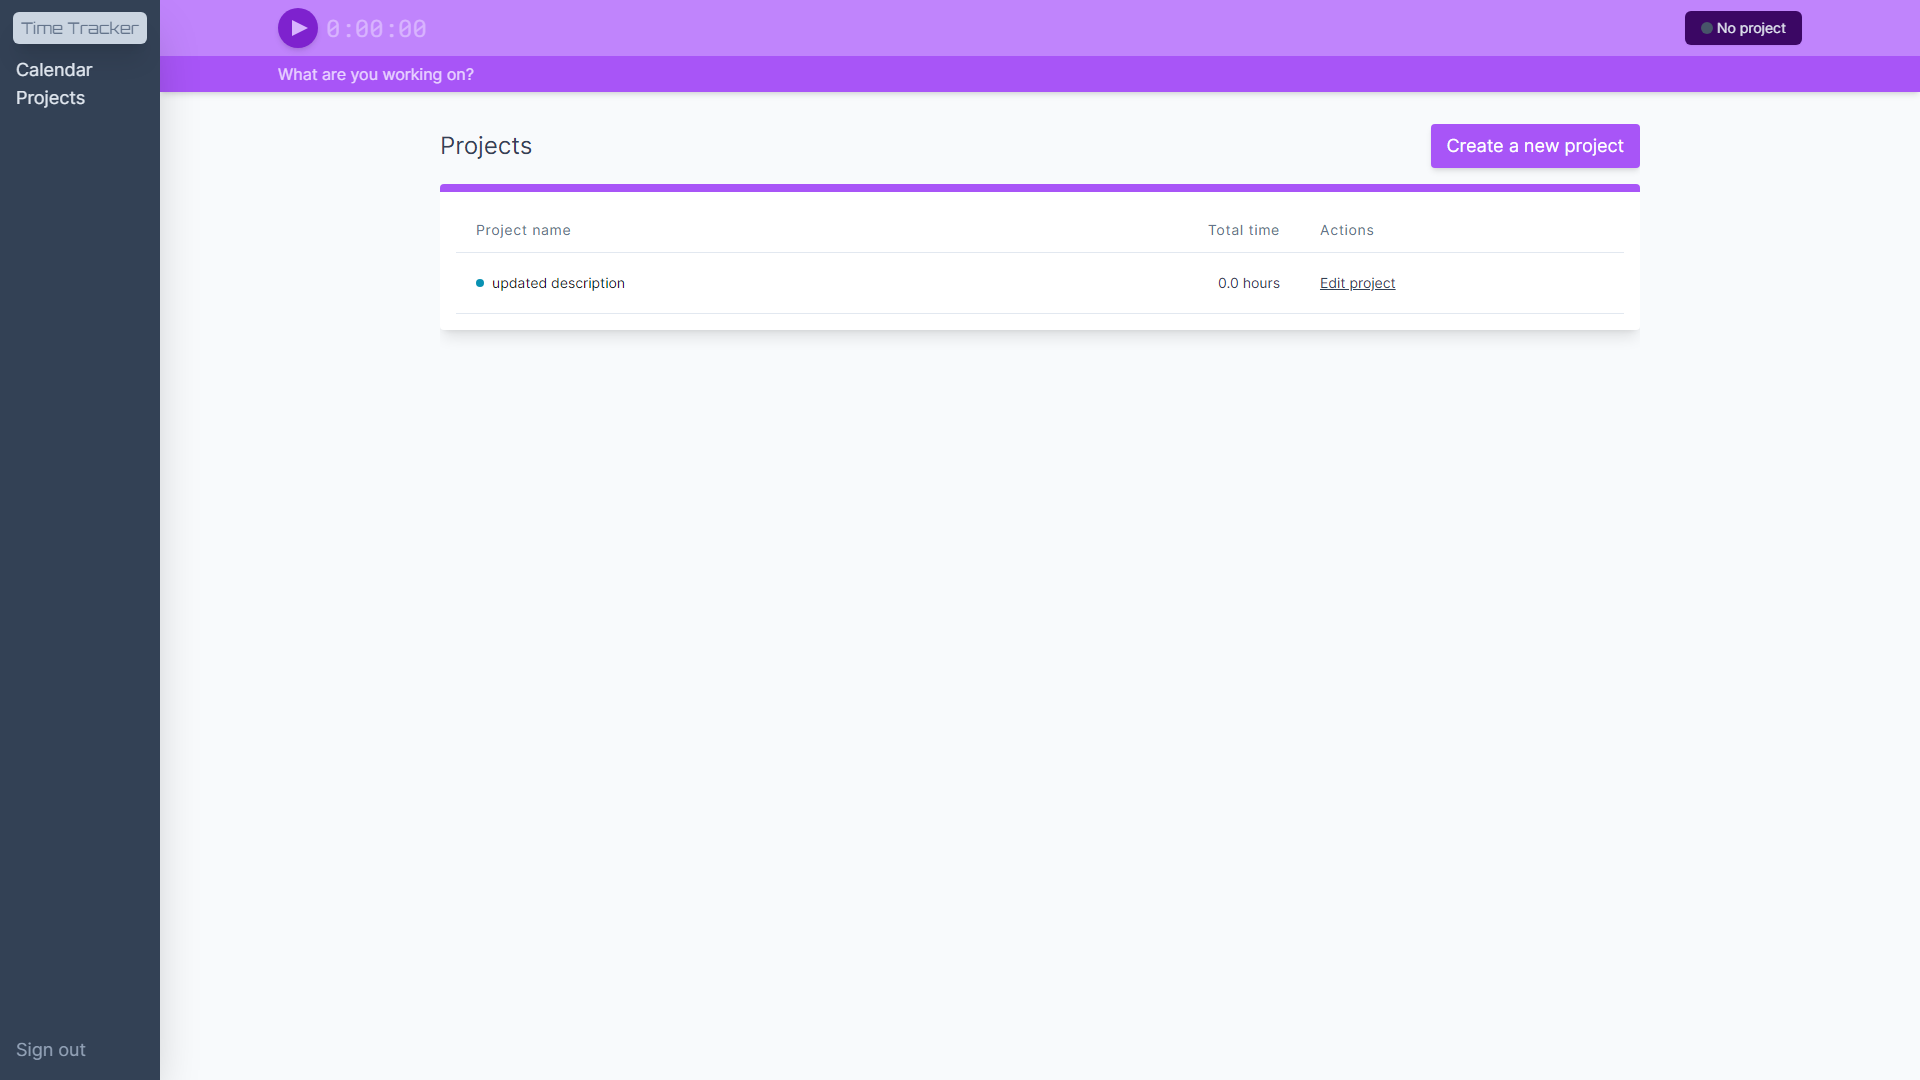 Time Tracker
Calendar
Projects
Sign out
0:00:00
No project
What are you working on?
Projects
Create a new project
Project name Total time Actions
updated description 0.0 hours Edit project